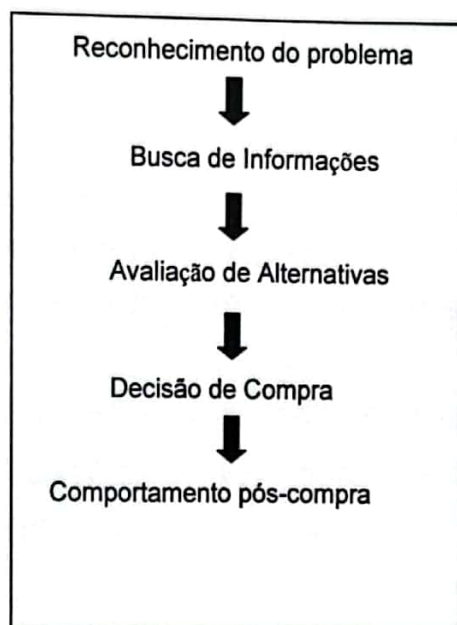 Reconhecimento do problema
Busca de Informações
Avaliação de Alternativas
Decisão de Compra
Comportamento pós-compra